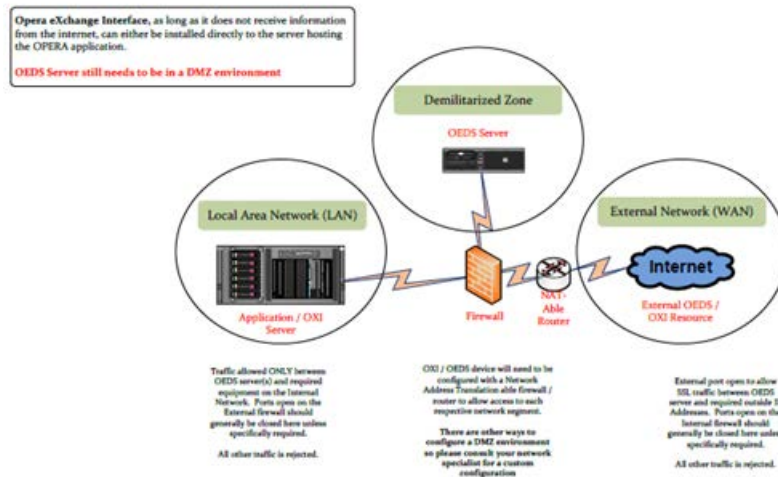 Opera eXchange Interface, as long as it does not receive information
from the internet, can either be installed directly to the server hosting
the OPERA application.
OEDS Server still needs to be in a DMZ environment
Demilitarized Zone
OEDS Server
Local Area Network (LAN)
External Network (WAN)
Internet
Application / OXI
Server
Firewall
NAT-
Able
Router
External OEDS /
OXI Resource
Traffic allowed ONLY between
OEDS server(s) and required
equipment on the Internal
Network. Ports open on the
External firewall should
generally be closed here unless
specifically required.
All other traffic is rejected.
OXI / OEDS device will need to be
configured with a Network
Address Translation able firewall /
router to allow access to each
respective network segment.
There are other ways to
configure a DMZ environment
so please consult your network
specialist for a custom
configuration
External port open to allow
SSL traffic between OEDS
server and required outside
Addresses. Ports open on the
Internal firewall should
generally be closed here unless
specifically required.
All other traffic is rejected.